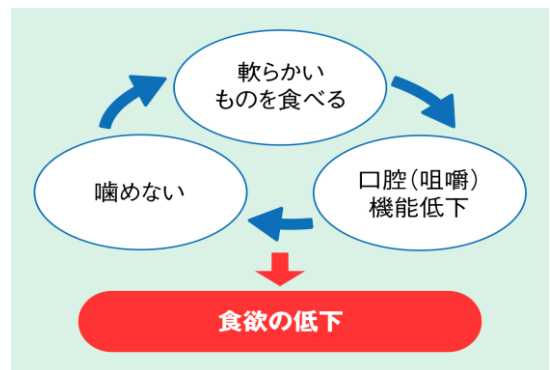 軟らかい
ものを食べる
噛めない
口腔（咀嚼）
機能低下
食欲の低下